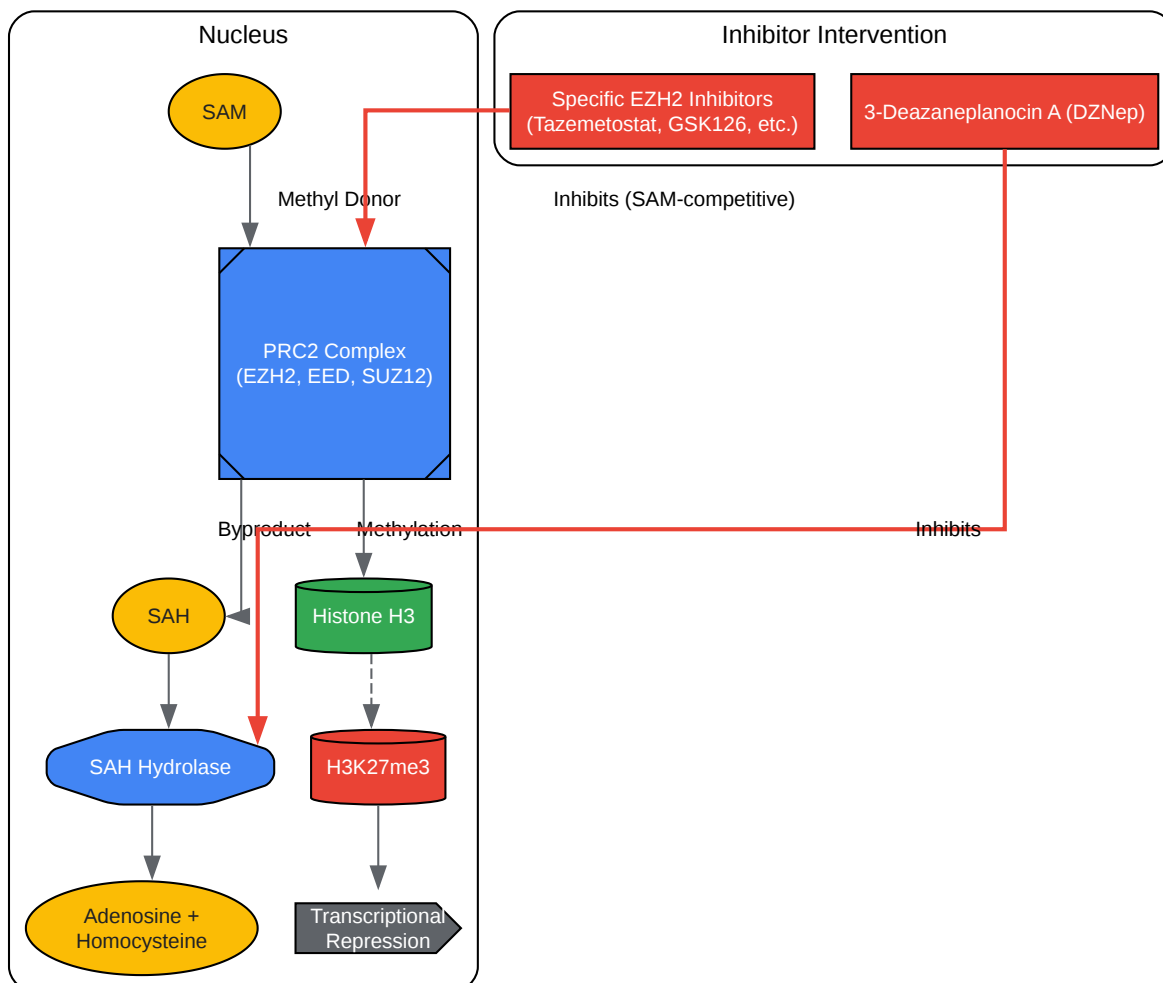 Nucleus
Inhibitor Intervention
SAM
Specific EZH2 Inhibitors
(Tazemetostat, GSK126, etc.)
3-Deazaneplanocin A (DZNep)
Methyl Donor
Inhibits (SAM-competitive)
PRC2 Complex
(EZH2, EED, SUZ12)
Byproduct
Methylation
Inhibits
SAH
Histone H3
SAH Hydrolase
H3K27me3
Adenosine +
Homocysteine
Transcriptional
Repression